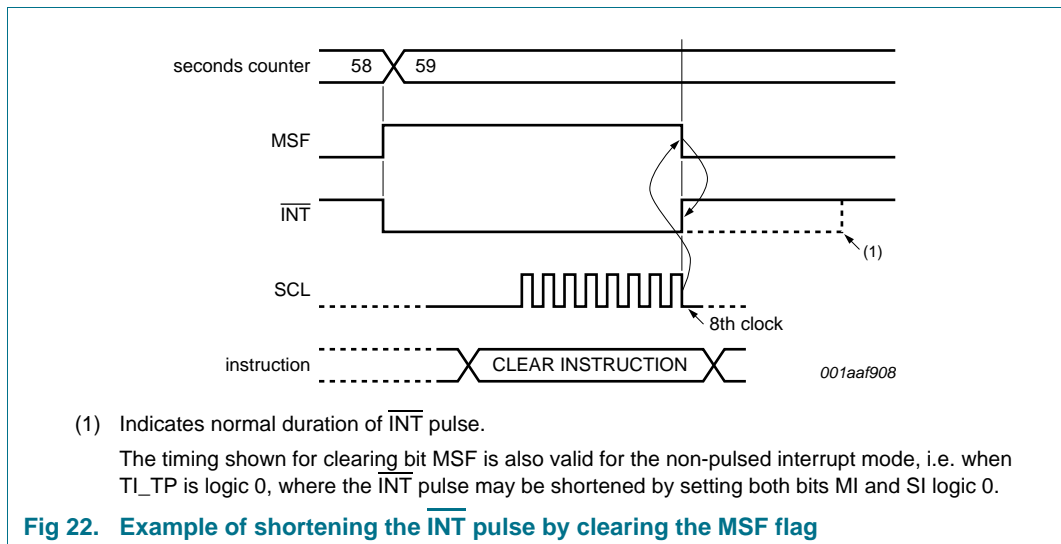 seconds counter 58 59
MSF
INT
(1)
SCL
8th clock
instruction CLEAR INSTRUCTION
001aaf908
(1) Indicates normal duration of INT pulse.
The timing shown for clearing bit MSF is also valid for the non-pulsed interrupt mode, i.e. when
TI_TP is logic 0, where the INT pulse may be shortened by setting both bits MI and SI logic 0.
Fig 22. Example of shortening the INT pulse by clearing the MSF flag